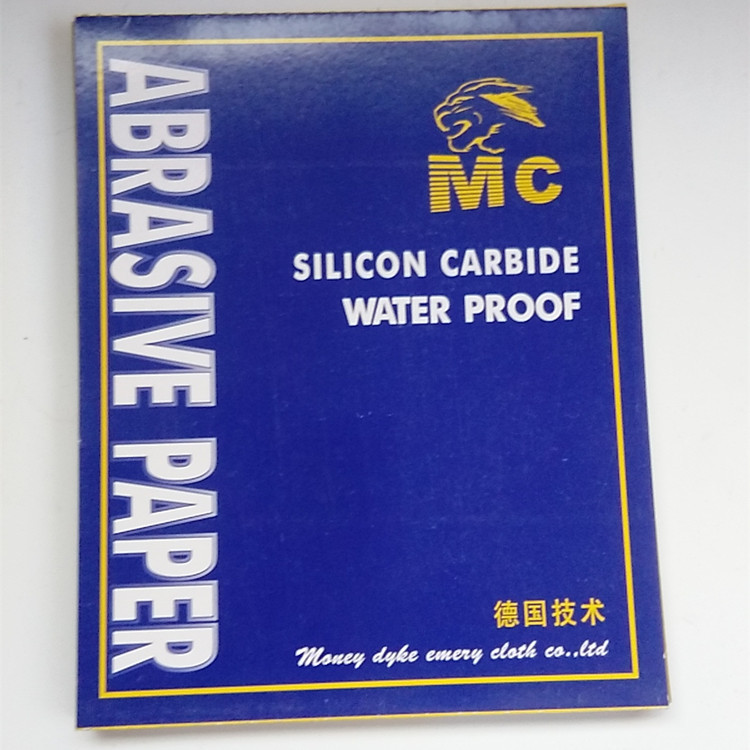 ABRASIVE PAPER
MC
SILICON CARBIDE
WATER PROOF
德国技术
Money dyke emery cloth co.,ltd